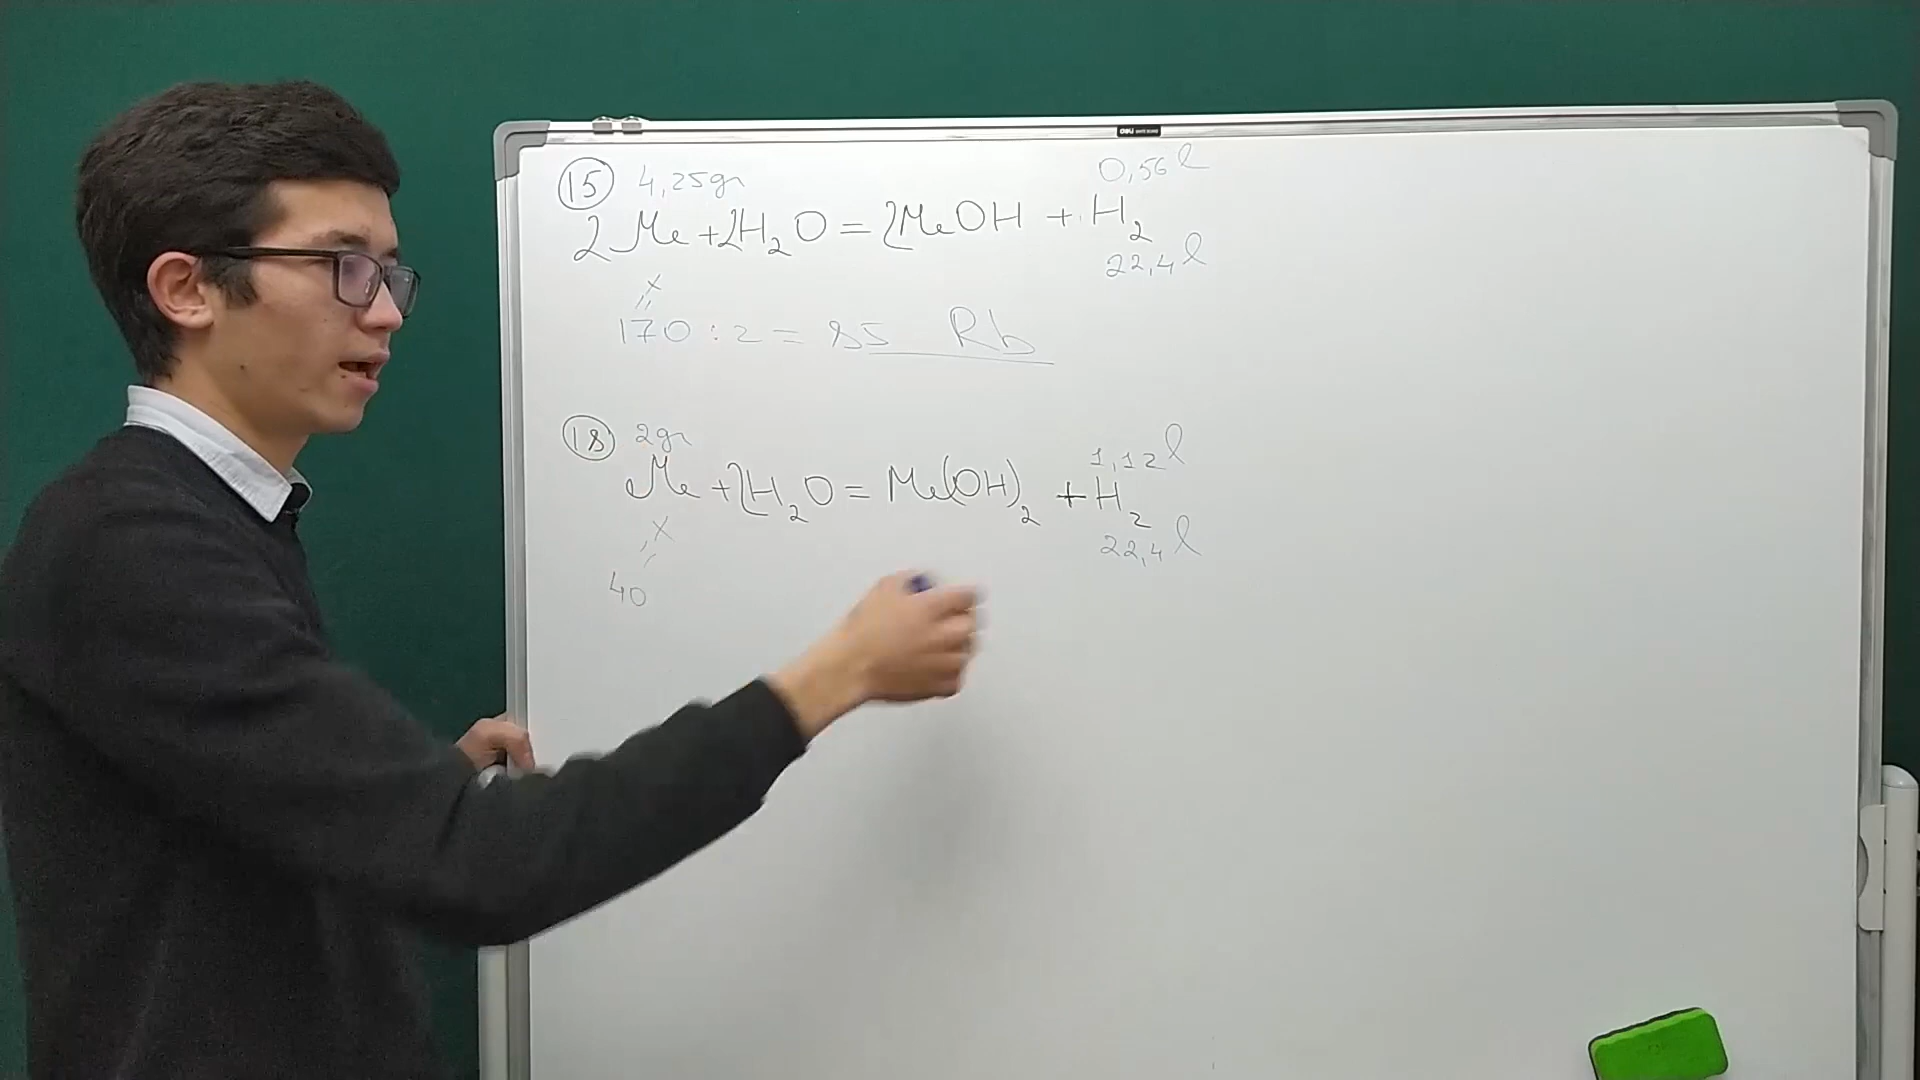 deli
15 4,25gr 0,56 l
2Me + 2H₂O = 2MeOH + H₂
22,4 l
x
"
170 : 2 = 85 Rb
18 2gr 1,12 l
Me + 2H₂O = Me(OH)₂ + H₂
x 22,4 l
"
40